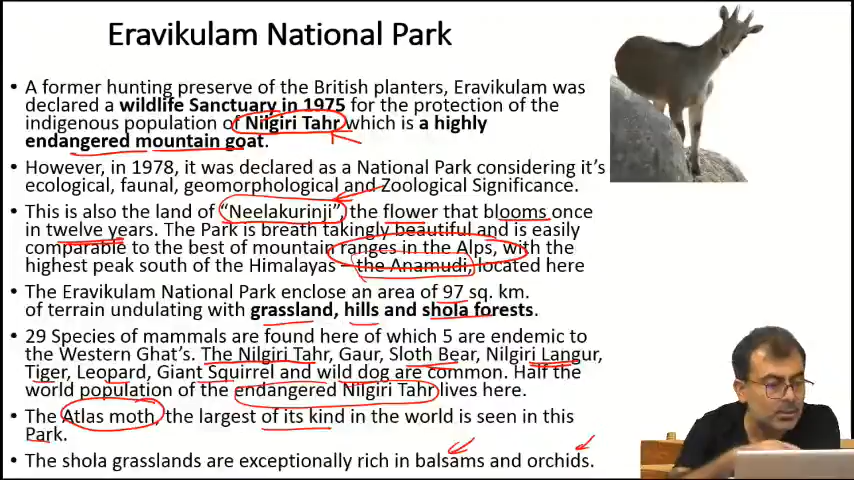 Eravikulam National Park
• A former hunting preserve of the British planters, Eravikulam was
declared a wildlife Sanctuary in 1975 for the protection of the
indigenous population of Nilgiri Tahr which is a highly
endangered mountain goat.
• However, in 1978, it was declared as a National Park considering it's
ecological, faunal, geomorphological and Zoological Significance.
• This is also the land of “Neelakurinji”, the flower that blooms once
in twelve years. The Park is breath takingly beautiful and is easily
comparable to the best of mountain ranges in the Alps, with the
highest peak south of the Himalayas – the Anamudi, located here
• The Eravikulam National Park enclose an area of 97 sq. km.
of terrain undulating with grassland, hills and shola forests.
• 29 Species of mammals are found here of which 5 are endemic to
the Western Ghat's. The Nilgiri Tahr, Gaur, Sloth Bear, Nilgiri Langur,
Tiger, Leopard, Giant Squirrel and wild dog are common. Half the
world population of the endangered Nilgiri Tahr lives here.
• The Atlas moth, the largest of its kind in the world is seen in this
Park.
• The shola grasslands are exceptionally rich in balsams and orchids.